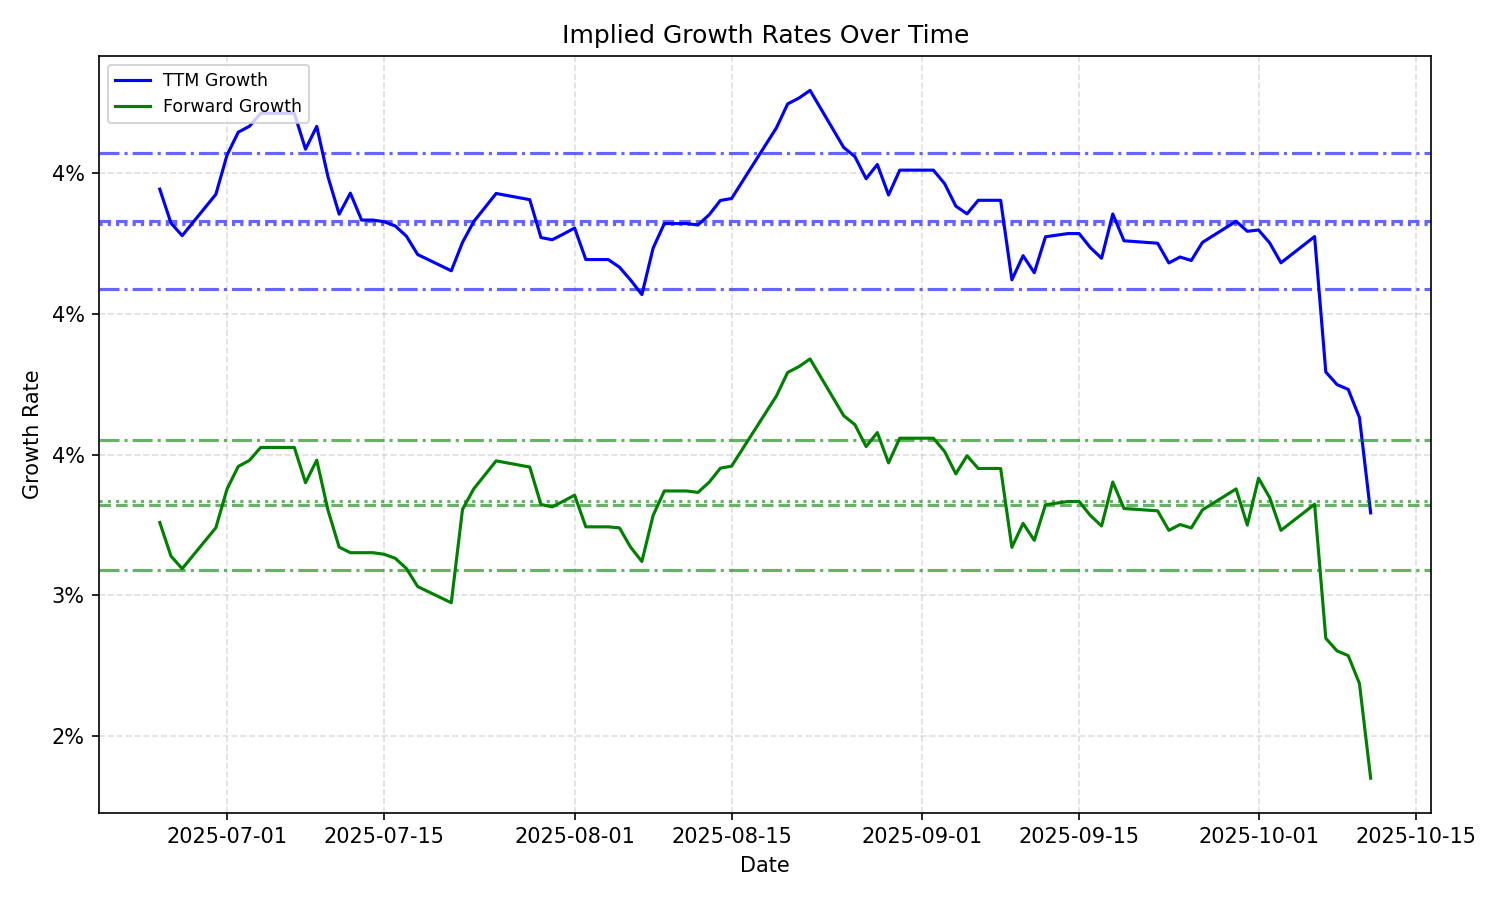 Implied Growth Rates Over Time
TTM Growth
Forward Growth
4%
4%
4%
3%
2%
Growth Rate
2025-07-01
2025-07-15
2025-08-01
2025-08-15
2025-09-01
2025-09-15
2025-10-01
2025-10-15
Date